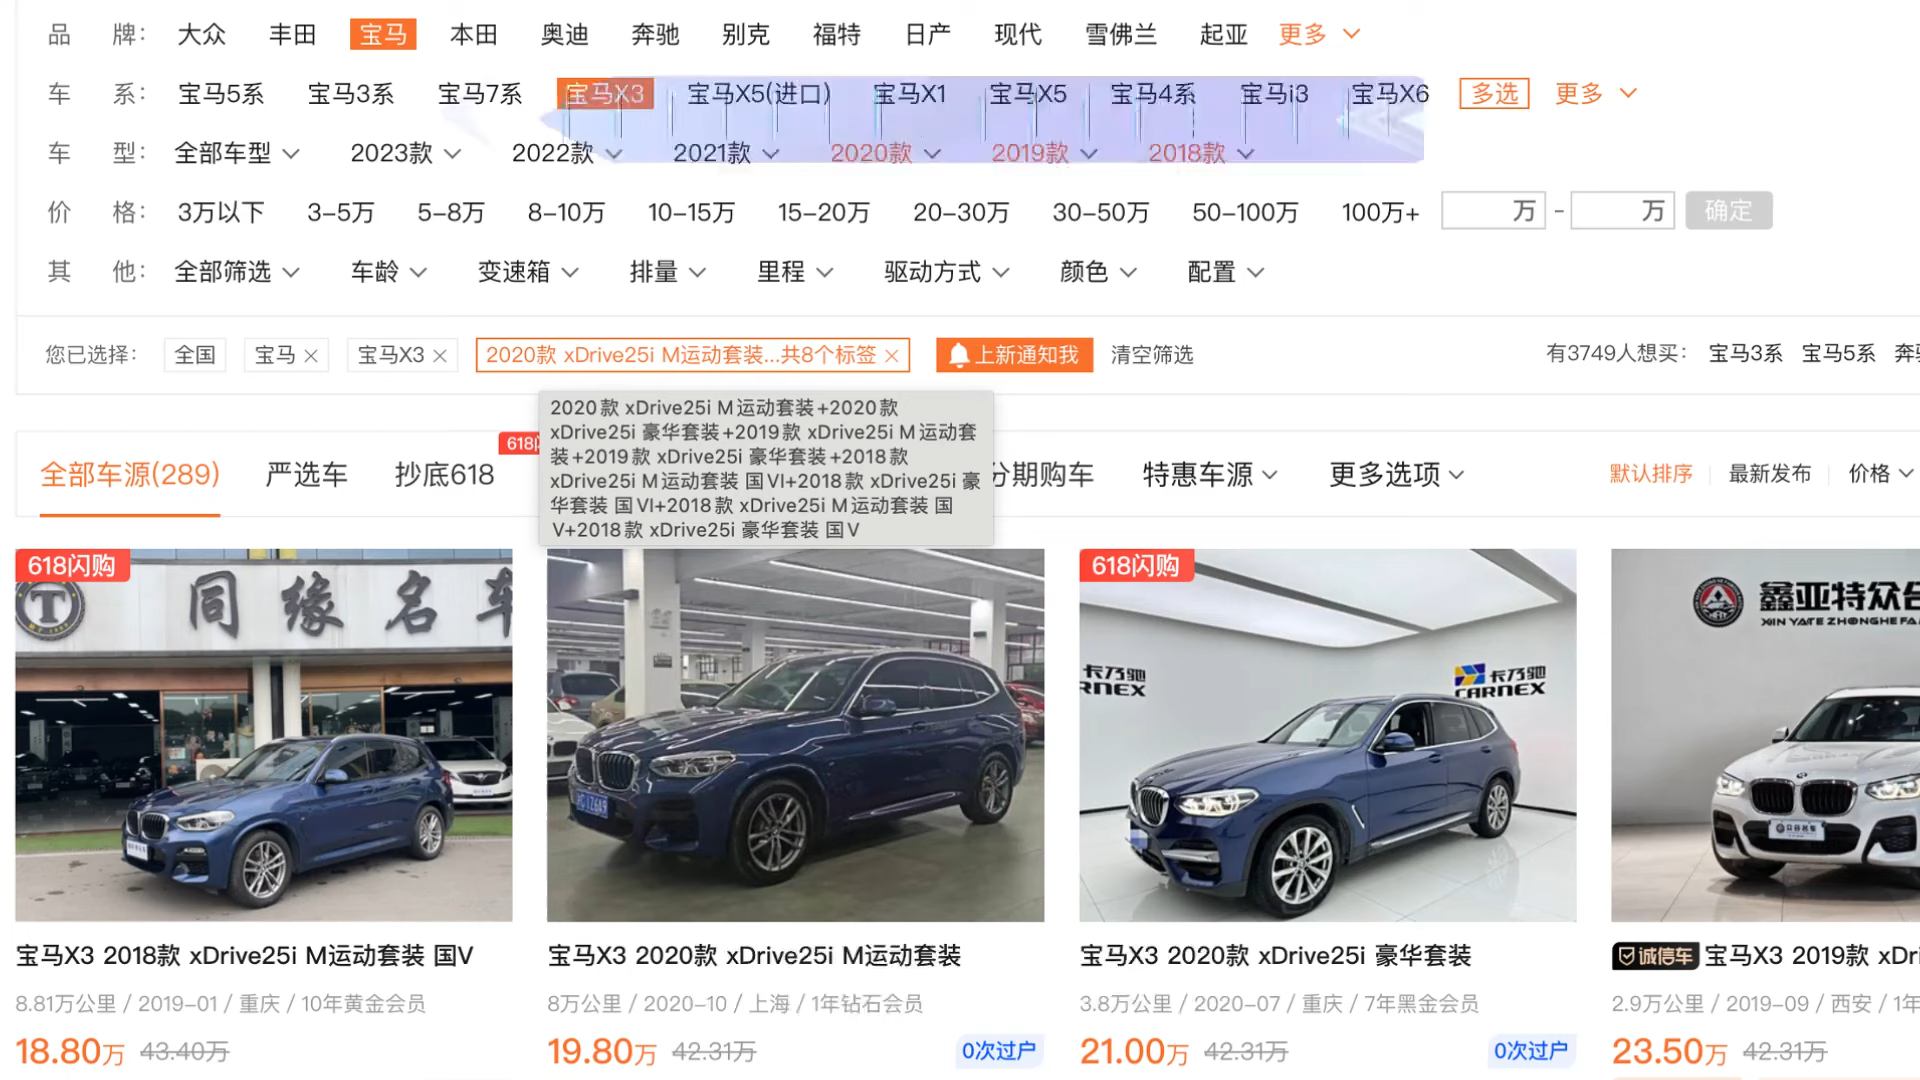 品 牌： 大众 丰田 宝马 本田 奥迪 奔驰 别克 福特 日产 现代 雪佛兰 起亚 更多
车 系： 宝马5系 宝马3系 宝马7系 宝马X3 宝马X5(进口) 宝马X1 宝马X5 宝马4系 宝马i3 宝马X6 多选 更多
车 型： 全部车型 2023款 2022款 2021款 2020款 2019款 2018款
价 格： 3万以下 3-5万 5-8万 8-10万 10-15万 15-20万 20-30万 30-50万 50-100万 100万+ 万 - 万 确定
其 他： 全部筛选 车龄 变速箱 排量 里程 驱动方式 颜色 配置
您已选择： 全国 宝马 × 宝马X3 × 2020款 xDrive25i M运动套装...共8个标签 × 上新通知我 清空筛选 有3749人想买： 宝马3系 宝马5系
2020款 xDrive25i M运动套装+2020款
xDrive25i 豪华套装+2019款 xDrive25i M运动套
装+2019款 xDrive25i 豪华套装+2018款
xDrive25i M运动套装 国VI+2018款 xDrive25i 豪
华套装 国VI+2018款 xDrive25i M运动套装 国
V+2018款 xDrive25i 豪华套装 国V
618
全部车源(289) 严选车 抄底618 分期购车 特惠车源 更多选项 默认排序 最新发布 价格
618闪购
同缘名车
T
沪
618闪购
卡乃驰
RNEX
卡乃驰
CARNEX
鑫亚特众合
XIN YATE ZHONGHE FA
宝马X3 2018款 xDrive25i M运动套装 国V
8.81万公里 / 2019-01 / 重庆 / 10年黄金会员
18.80万 43.40万
宝马X3 2020款 xDrive25i M运动套装
8万公里 / 2020-10 / 上海 / 1年钻石会员
19.80万 42.31万 0次过户
宝马X3 2020款 xDrive25i 豪华套装
3.8万公里 / 2020-07 / 重庆 / 7年黑金会员
21.00万 42.31万 0次过户
诚信车 宝马X3 2019款 xDri
2.9万公里 / 2019-09 / 西安 / 1年
23.50万 42.31万